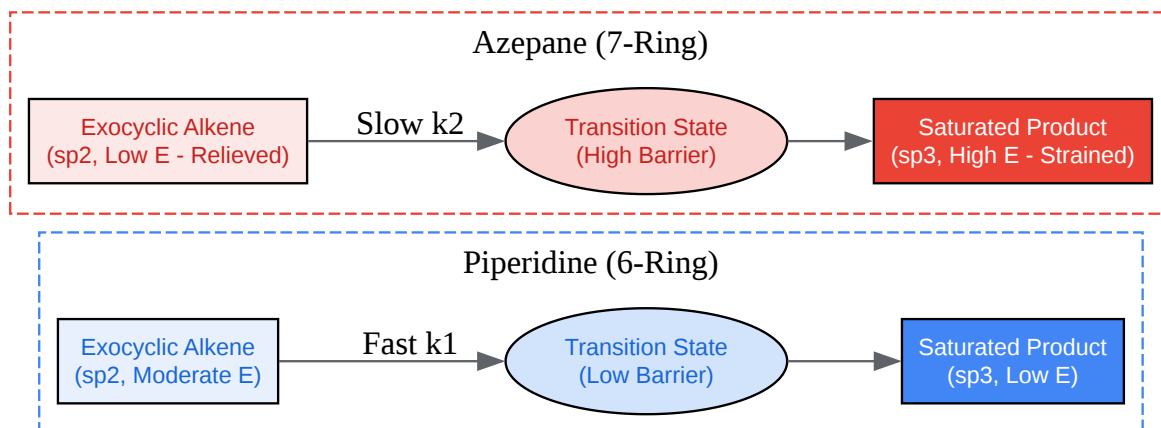 Azepane (7-Ring)
Exocyclic Alkene
(sp2, Low E - Relieved)
Slow k2
Transition State
(High Barrier)
Saturated Product
(sp3, High E - Strained)
Piperidine (6-Ring)
Exocyclic Alkene
(sp2, Moderate E)
Fast k1
Transition State
(Low Barrier)
Saturated Product
(sp3, Low E)